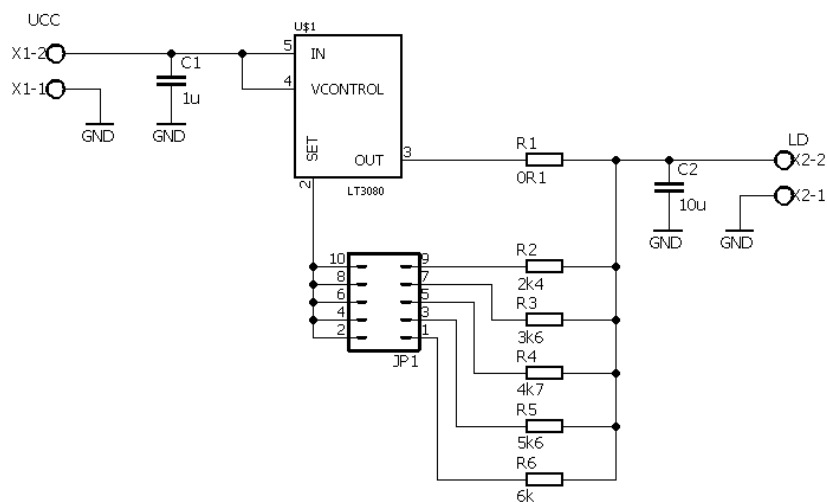 UCC
X1-2
X1-1
GND
C1
1u
GND
U$1
5
IN
4
VCONTROL
SET
2
OUT
3
LT3080
R1
0R1
C2
10u
GND
LD
X2-2
X2-1
GND
10
8
6
4
2
9
7
5
3
1
JP1
R2
2k4
R3
3k6
R4
4k7
R5
5k6
R6
6k